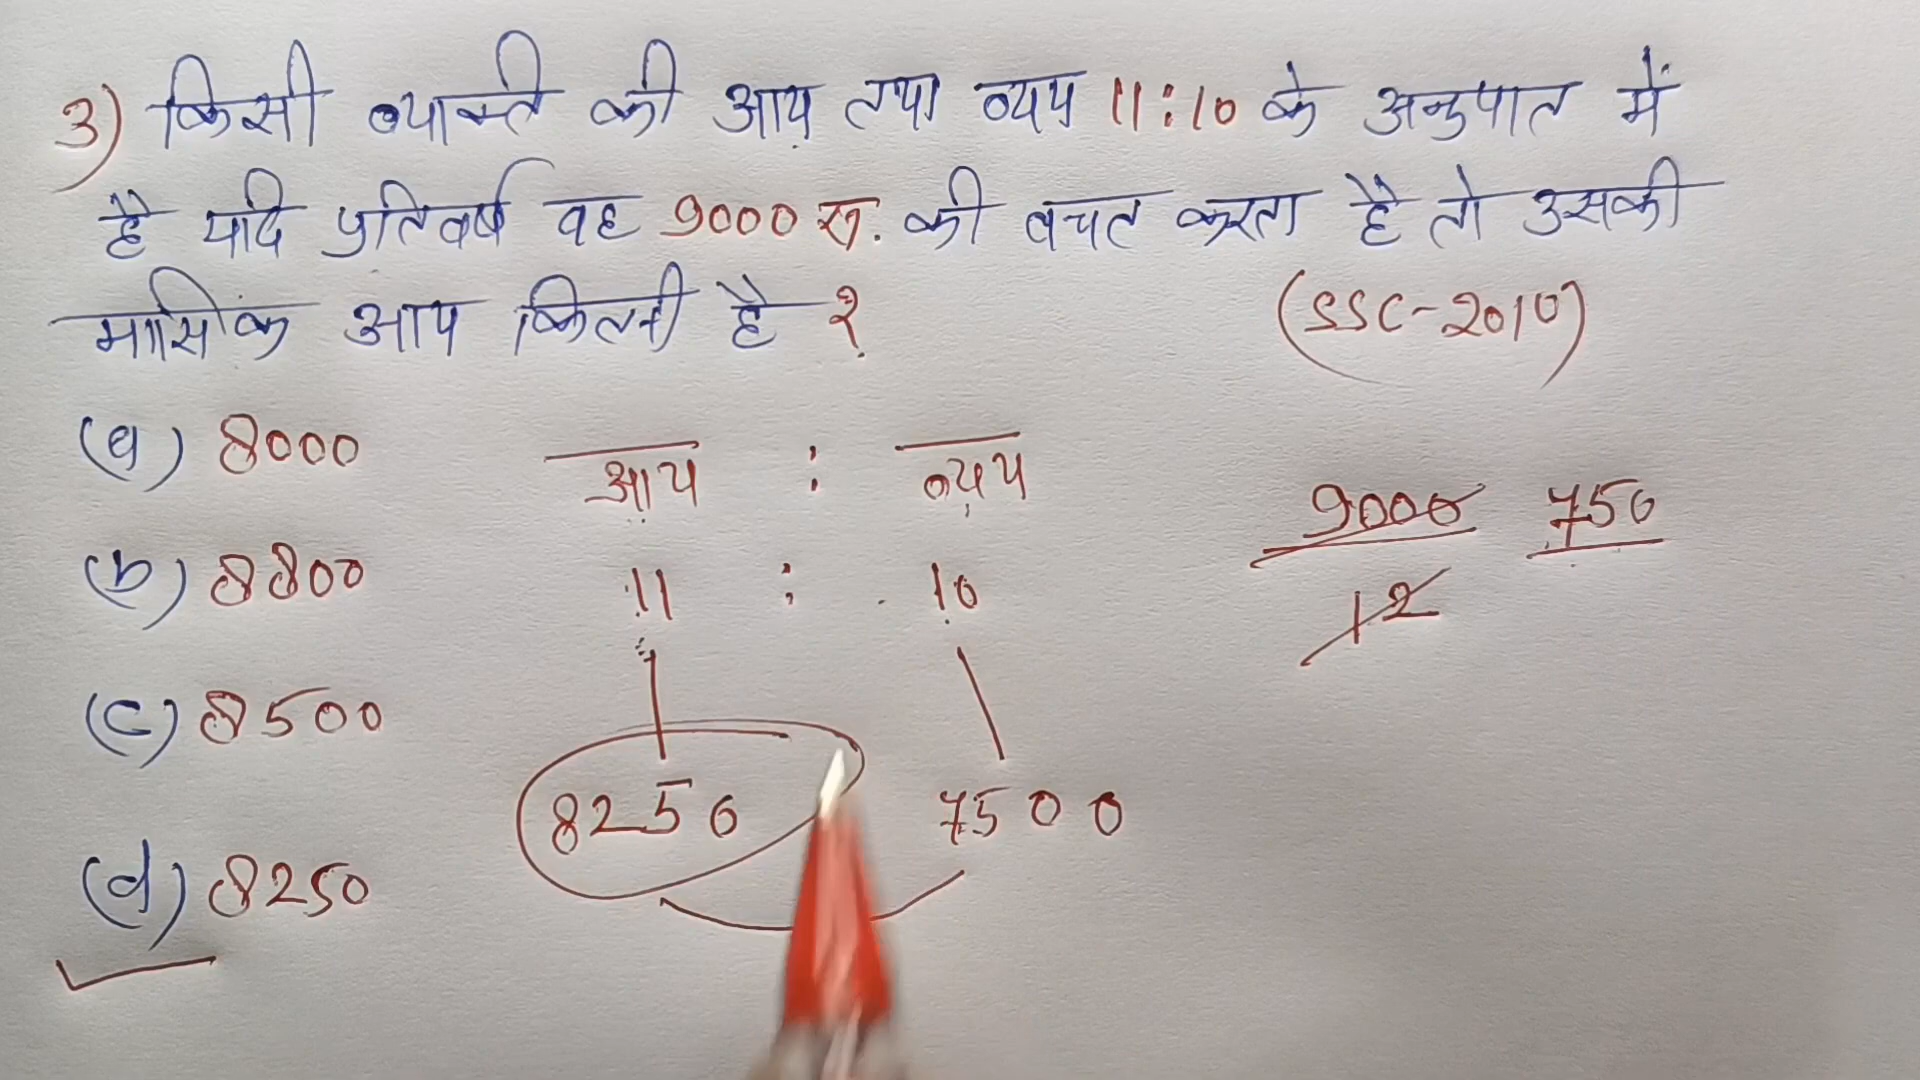 3) किसी व्यक्ति की आय तथा व्यय 11:10 के अनुपात में
है यदि प्रतिवर्ष वह 9000 रु. की बचत करता है तो उसकी
मासिक आय कितनी है ?
(SSC-2010)
(a) 8000
(b) 8800
(c) 8500
(d) 8250
आय : व्यय
11 : 10
8250 7500
9000 750
12